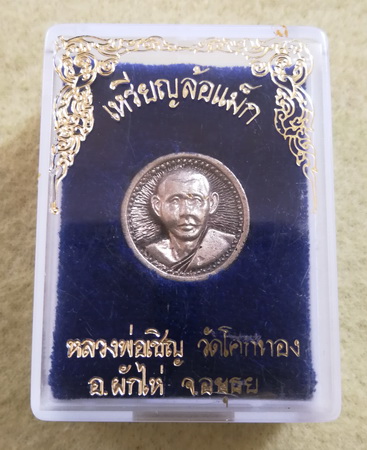 เหรียญล้อแม็ก
หลวงพ่อเชิญ วัดโคกทอง
อ.ผักไห่ จ.อยุธยา